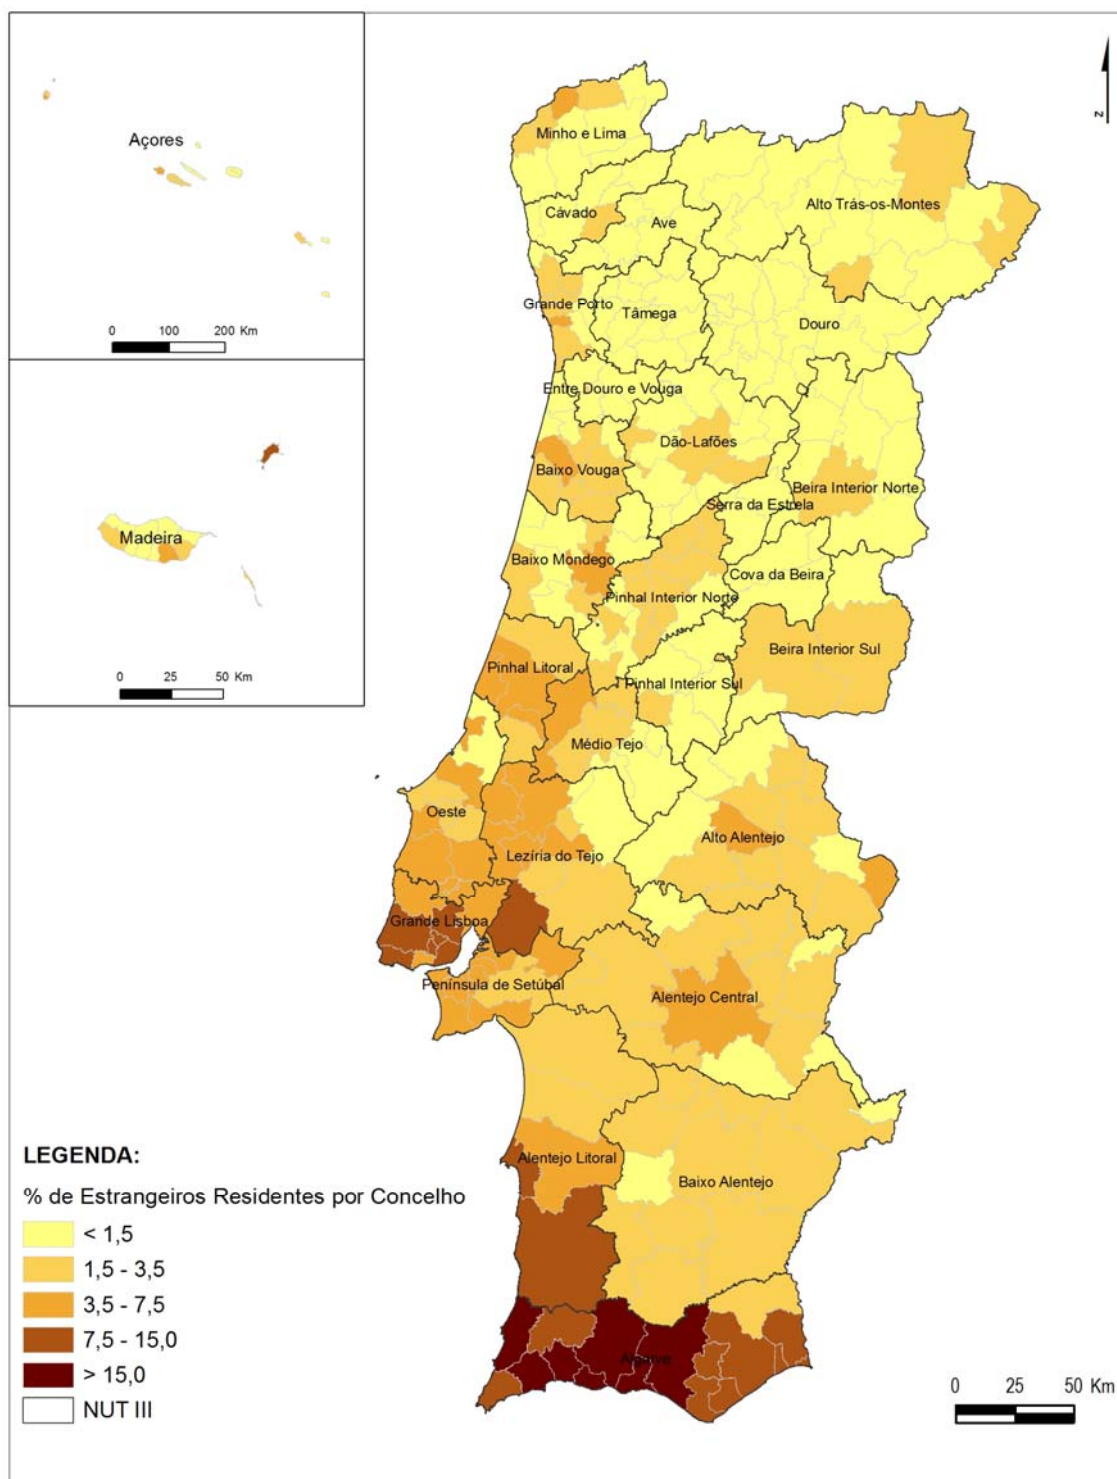 Açores
0 100 200 Km
Madeira
0 25 50 Km
z
Minho e Lima
Alto Trás-os-Montes
Cávado
Ave
Grande Porto
Tâmega
Douro
Entre Douro e Vouga
Dão-Lafões
Baixo Vouga
Beira Interior Norte
Serra da Estrela
Baixo Mondego
Cova da Beira
Pinhal Interior Norte
Beira Interior Sul
Pinhal Litoral
Pinhal Interior Sul
Médio Tejo
Oeste
Alto Alentejo
Lezíria do Tejo
Grande Lisboa
Península de Setúbal
Alentejo Central
Alentejo Litoral
Baixo Alentejo
Algarve
LEGENDA:
% de Estrangeiros Residentes por Concelho
< 1,5
1,5 - 3,5
3,5 - 7,5
7,5 - 15,0
> 15,0
NUT III
0 25 50 Km